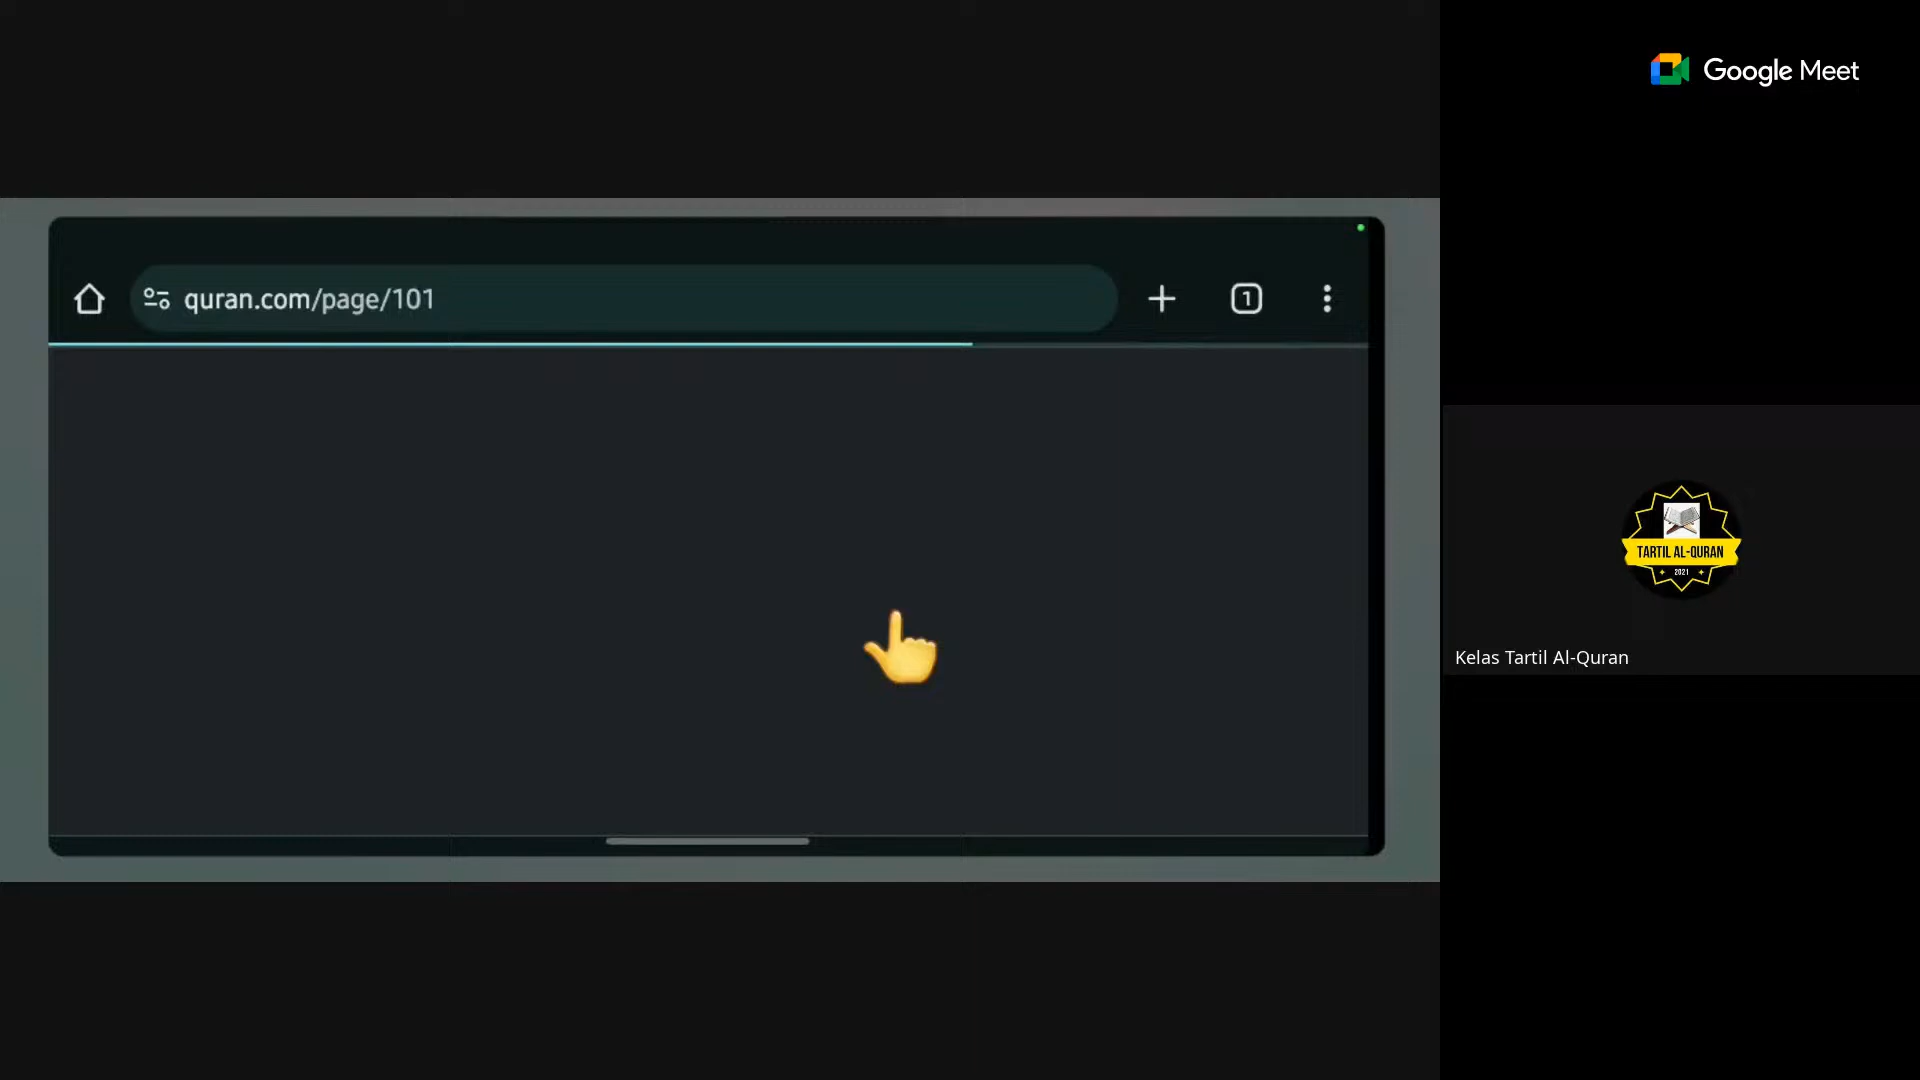 Google Meet
quran.com/page/101
1
TARTIL AL-QURAN
2021
Kelas Tartil Al-Quran